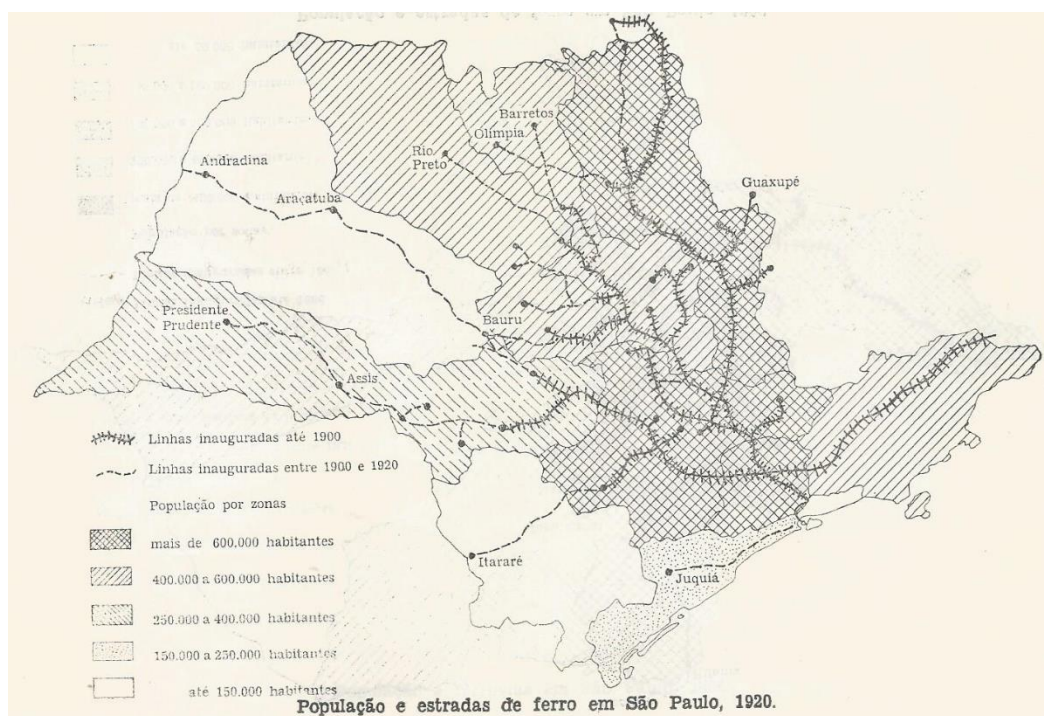 Barretos
Olímpia
Rio
Preto
Andradina
Guaxupé
Araçatuba
Presidente
Prudente
Bauru
Assis
Linhas inauguradas até 1900
Linhas inauguradas entre 1900 e 1920
População por zonas
mais de 600.000 habitantes
Itararé
Juquiá
400.000 a 600.000 habitantes
250.000 a 400.000 habitantes
150.000 a 250.000 habitantes
até 150.000 habitantes
População e estradas de ferro em São Paulo, 1920.